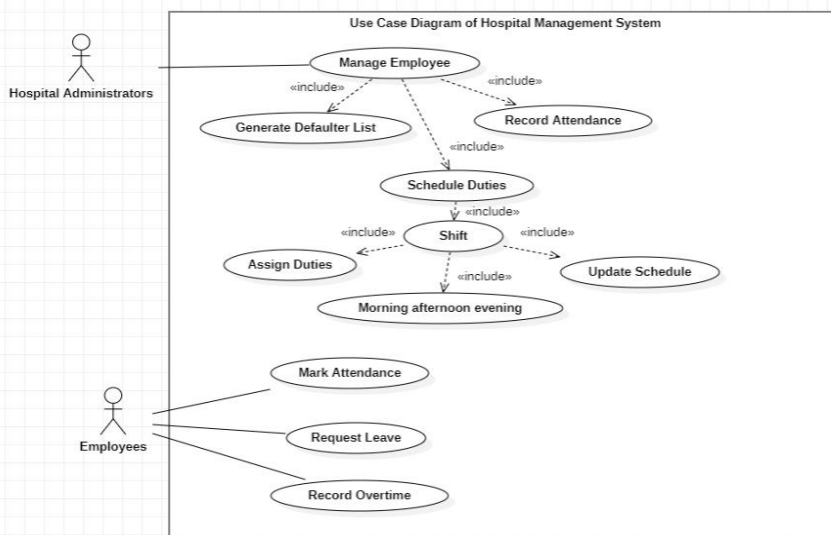 Use Case Diagram of Hospital Management System
Manage Employee
Hospital Administrators
«include»
«include»
Generate Defaulter List
Record Attendance
«include»
Schedule Duties
«include»
«include»
Shift
«include»
Assign Duties
Update Schedule
«include»
Morning afternoon evening
Mark Attendance
Employees
Request Leave
Record Overtime